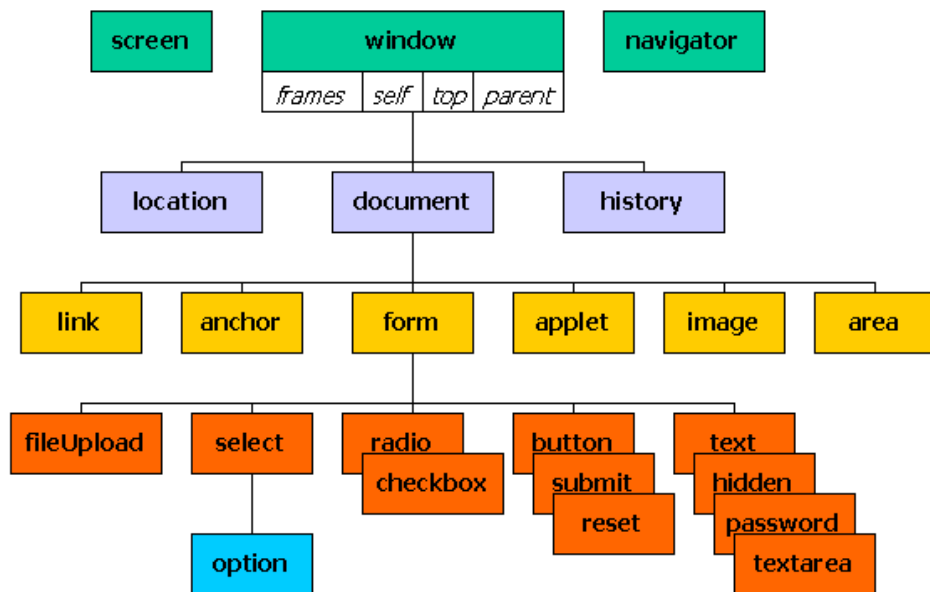 screen window navigator
frames self top parent
location document history
link anchor form applet image area
fileUpload select radio button text
checkbox submit hidden
reset password
option textarea